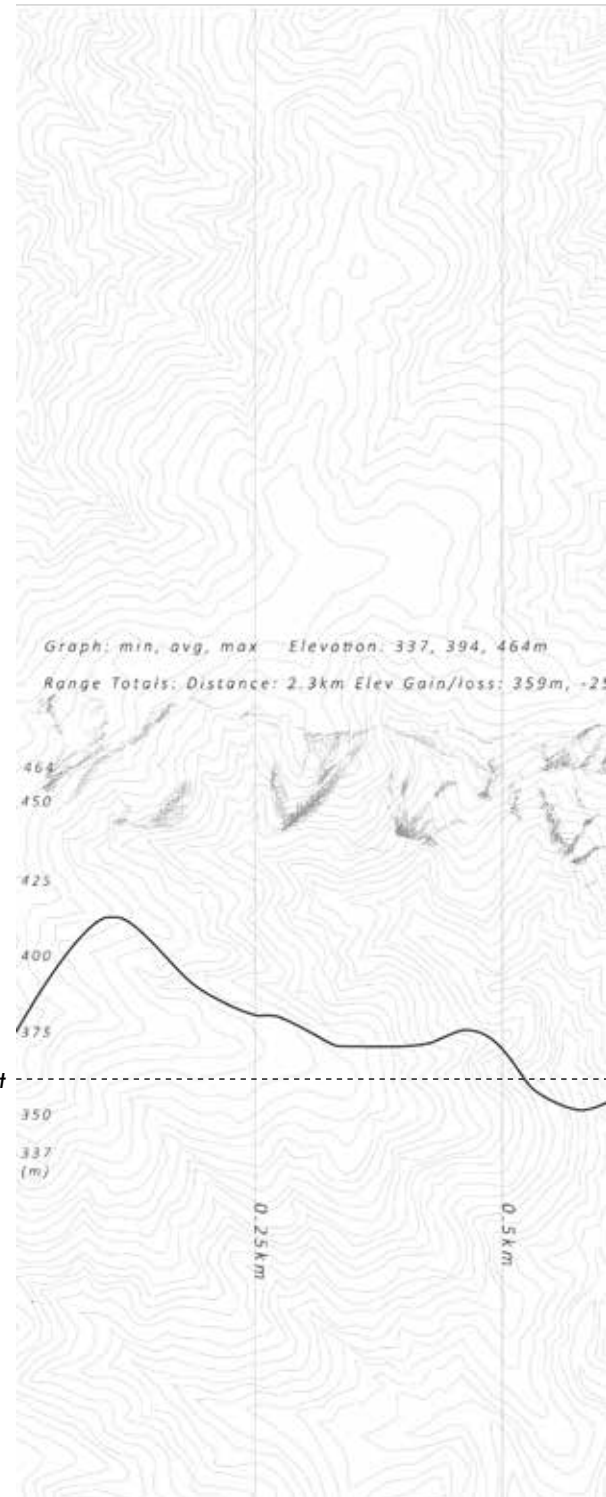 Graph: min, avg, max Elevation: 337, 394, 464m
Range Totals: Distance: 2.3km Elev Gain/loss: 359m, -25
464
450
425
400
375
350
337
(m)
0.25km
0.5km